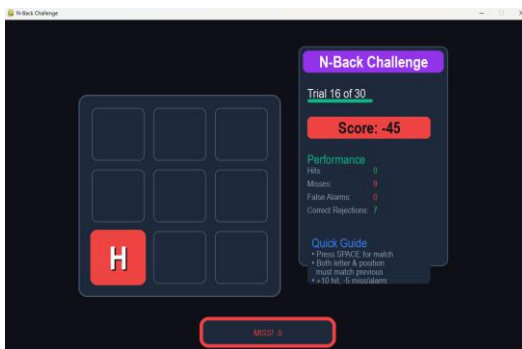 N-Back Challenge
N-Back Challenge
Trial 16 of 30
Score: -45
Performance
Hits: 0
Misses: 9
False Alarms: 0
Correct Rejections: 7
H
Quick Guide
• Press SPACE for match
• Both letter & position
must match previous
• +10 hit, -5 miss/alarm
MISS! -5